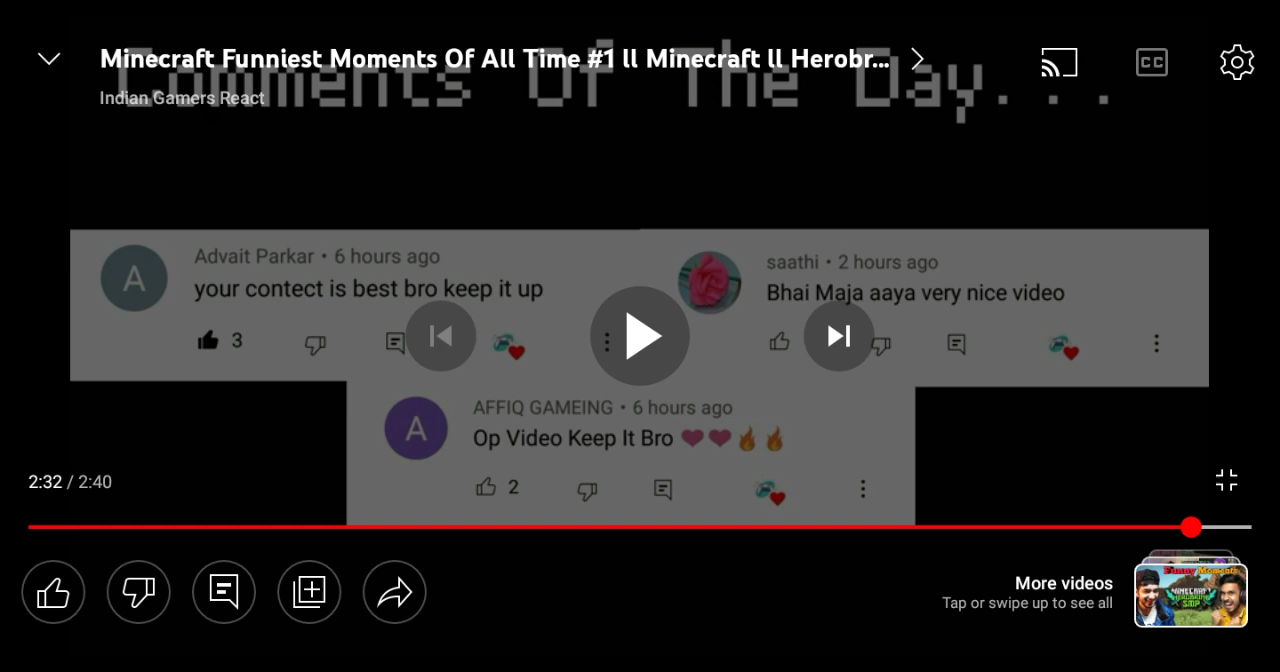 Minecraft Funniest Moments Of All Time #1 ll Minecraft ll Herobr...
Indian Gamers React
Comments Of The Day...
CC
A
Advait Parkar • 6 hours ago
your contect is best bro keep it up
3
saathi • 2 hours ago
Bhai Maja aaya very nice video
A
AFFIQ GAMEING • 6 hours ago
Op Video Keep It Bro ❤❤🔥🔥
2
2:32 / 2:40
More videos
Tap or swipe up to see all
Funny Moments
MINECRAFT
HEROBRINE
SMP